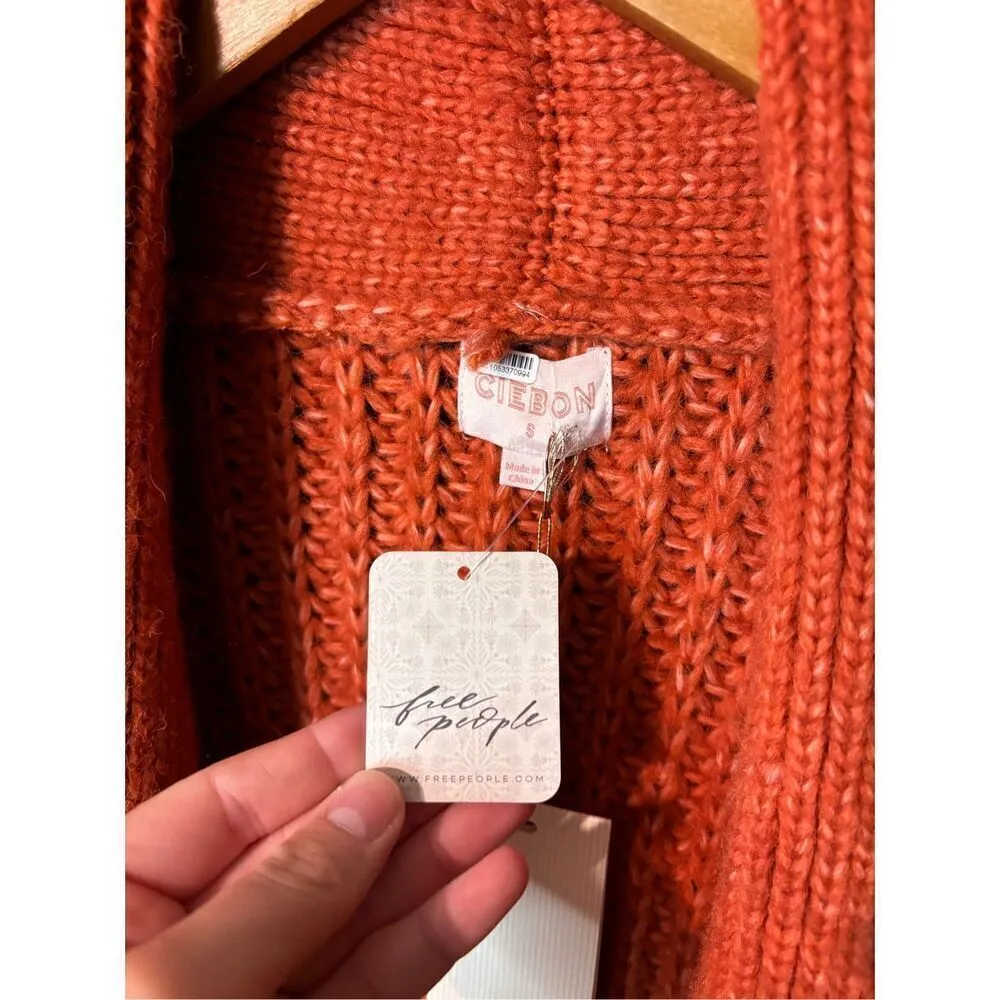 1053370994
CIEBON
S
Made in
China
free
people
WWW.FREEPEOPLE.COM